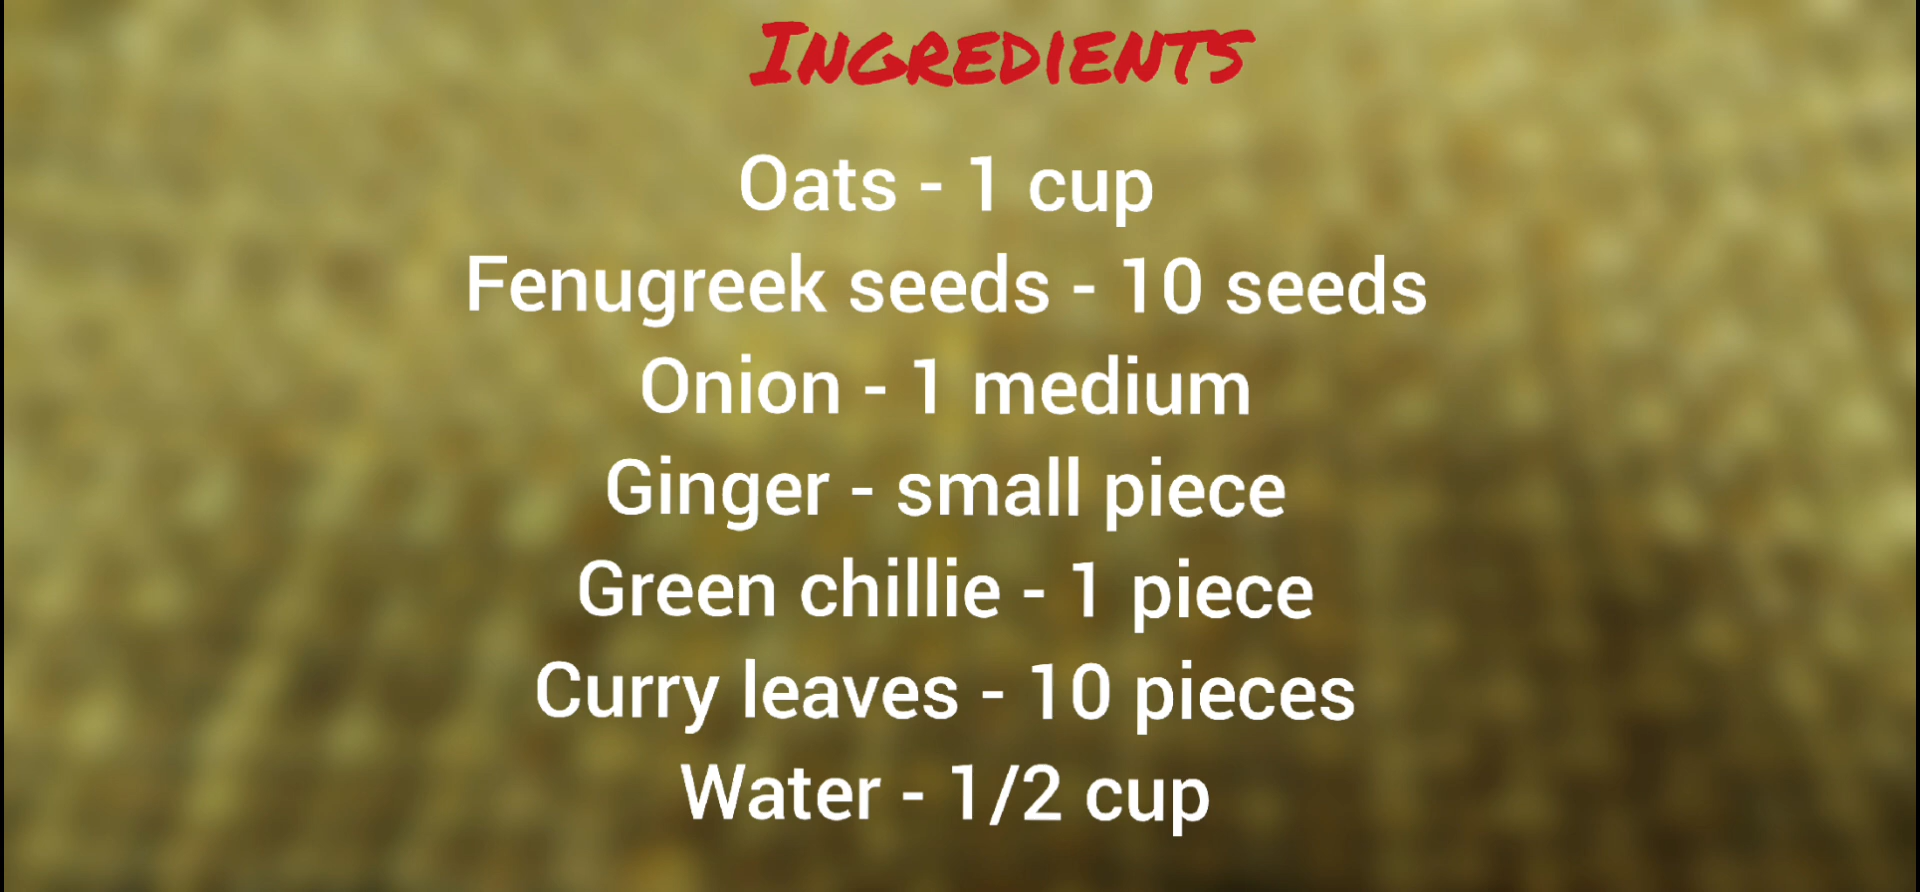 INGREDIENTS
Oats - 1 cup
Fenugreek seeds - 10 seeds
Onion - 1 medium
Ginger - small piece
Green chillie - 1 piece
Curry leaves - 10 pieces
Water - 1/2 cup